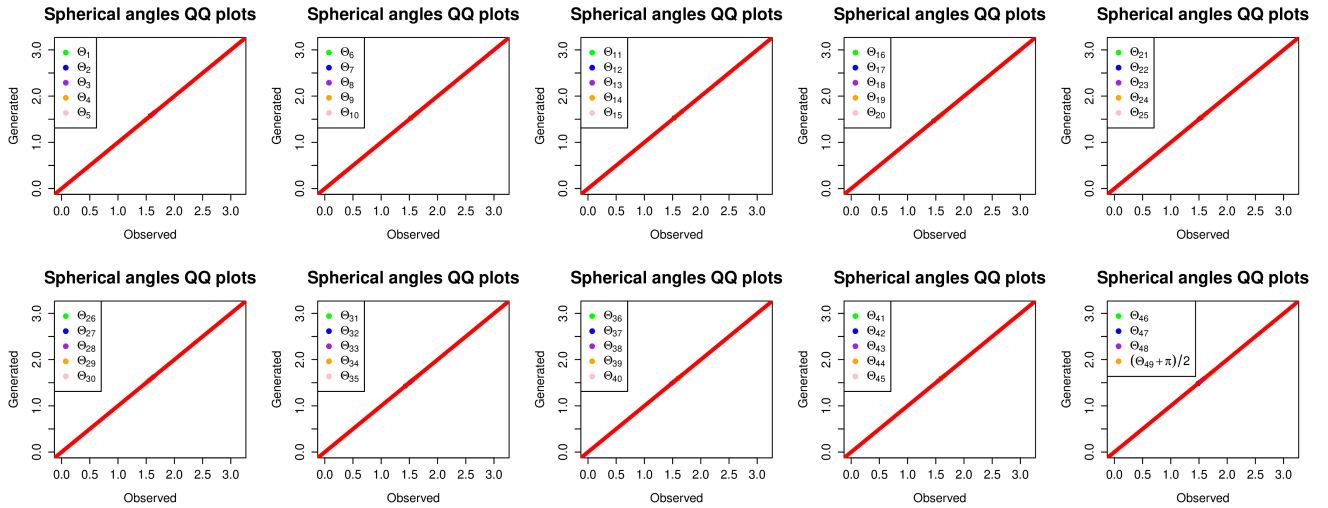 Spherical angles QQ plots
Generated
0.0 1.0 2.0 3.0
Θ1
Θ2
Θ3
Θ4
Θ5
0.0 0.5 1.0 1.5 2.0 2.5 3.0
Observed
Spherical angles QQ plots
Generated
0.0 1.0 2.0 3.0
Θ6
Θ7
Θ8
Θ9
Θ10
0.0 0.5 1.0 1.5 2.0 2.5 3.0
Observed
Spherical angles QQ plots
Generated
0.0 1.0 2.0 3.0
Θ11
Θ12
Θ13
Θ14
Θ15
0.0 0.5 1.0 1.5 2.0 2.5 3.0
Observed
Spherical angles QQ plots
Generated
0.0 1.0 2.0 3.0
Θ16
Θ17
Θ18
Θ19
Θ20
0.0 0.5 1.0 1.5 2.0 2.5 3.0
Observed
Spherical angles QQ plots
Generated
0.0 1.0 2.0 3.0
Θ21
Θ22
Θ23
Θ24
Θ25
0.0 0.5 1.0 1.5 2.0 2.5 3.0
Observed
Spherical angles QQ plots
Generated
0.0 1.0 2.0 3.0
Θ26
Θ27
Θ28
Θ29
Θ30
0.0 0.5 1.0 1.5 2.0 2.5 3.0
Observed
Spherical angles QQ plots
Generated
0.0 1.0 2.0 3.0
Θ31
Θ32
Θ33
Θ34
Θ35
0.0 0.5 1.0 1.5 2.0 2.5 3.0
Observed
Spherical angles QQ plots
Generated
0.0 1.0 2.0 3.0
Θ36
Θ37
Θ38
Θ39
Θ40
0.0 0.5 1.0 1.5 2.0 2.5 3.0
Observed
Spherical angles QQ plots
Generated
0.0 1.0 2.0 3.0
Θ41
Θ42
Θ43
Θ44
Θ45
0.0 0.5 1.0 1.5 2.0 2.5 3.0
Observed
Spherical angles QQ plots
Generated
0.0 1.0 2.0 3.0
Θ46
Θ47
Θ48
(Θ49+π)/2
0.0 0.5 1.0 1.5 2.0 2.5 3.0
Observed